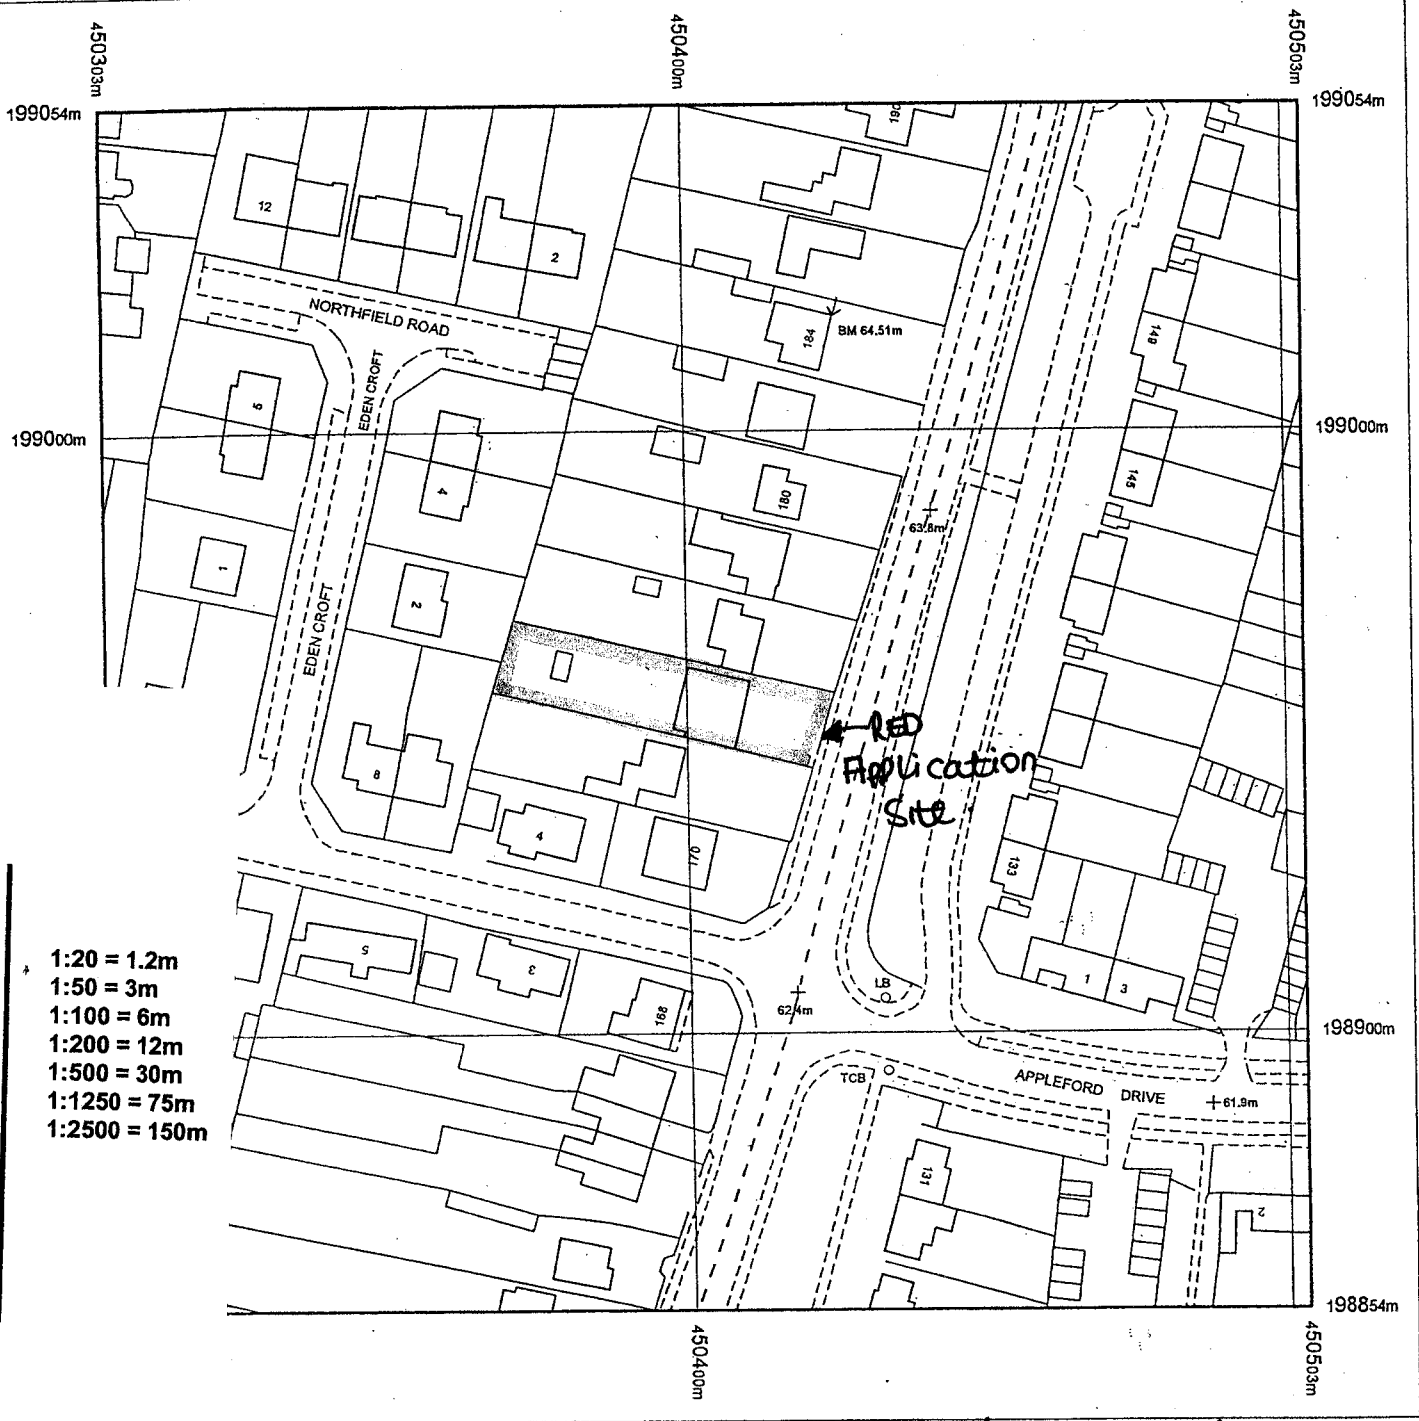 450303m
450400m
450503m
199054m
199054m
190
12
2
NORTHFIELD ROAD
184
BM 64.51m
149
EDEN CROFT
5
199000m
199000m
4
180
145
63.8m
1
2
EDEN CROFT
RED
Application
Site
8
4
170
133
5
3
168
1
3
LB
62.4m
198900m
TCB
APPLEFORD DRIVE
61.9m
131
2
1:20 = 1.2m
1:50 = 3m
1:100 = 6m
1:200 = 12m
1:500 = 30m
1:1250 = 75m
1:2500 = 150m
198854m
450400m
450503m